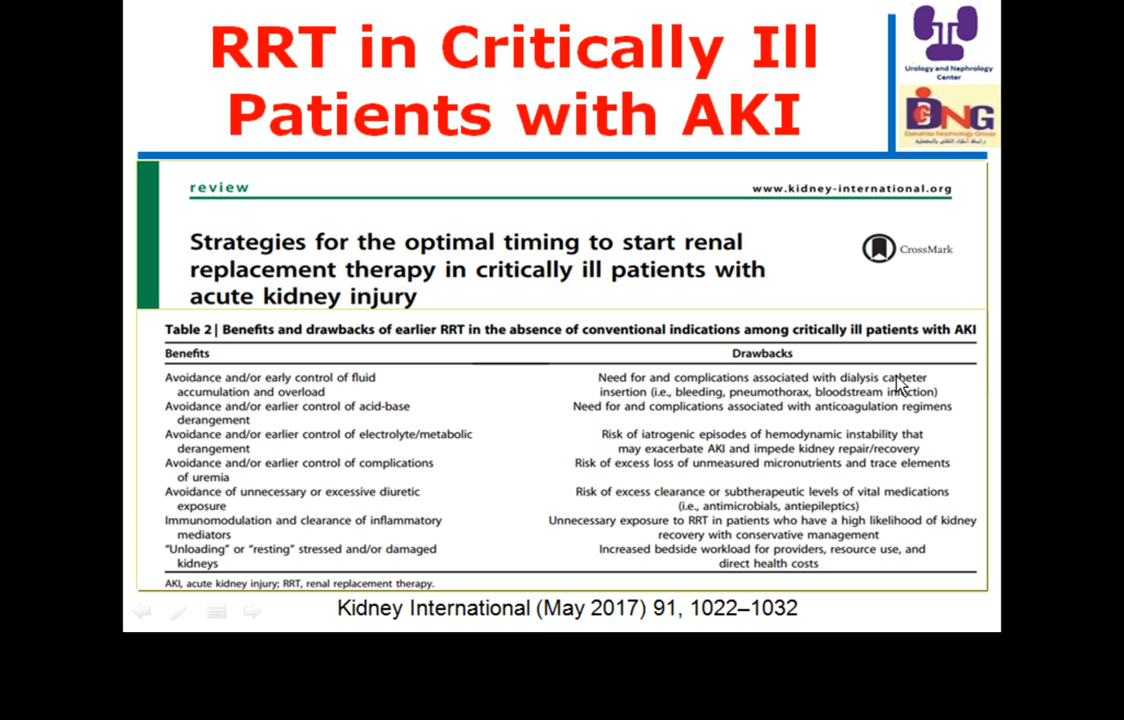 RRT in Critically Ill
Patients with AKI
Urology and Nephrology
Center
DNG
Dakahlia Nephrology Group
review
www.kidney-international.org
Strategies for the optimal timing to start renal
replacement therapy in critically ill patients with
acute kidney injury
CrossMark
Table 2 | Benefits and drawbacks of earlier RRT in the absence of conventional indications among critically ill patients with AKI
Benefits Drawbacks
Avoidance and/or early control of fluid
accumulation and overload
Need for and complications associated with dialysis catheter
insertion (i.e., bleeding, pneumothorax, bloodstream infection)
Avoidance and/or earlier control of acid-base
derangement
Need for and complications associated with anticoagulation regimens
Avoidance and/or earlier control of electrolyte/metabolic
derangement
Risk of iatrogenic episodes of hemodynamic instability that
may exacerbate AKI and impede kidney repair/recovery
Avoidance and/or earlier control of complications
of uremia
Risk of excess loss of unmeasured micronutrients and trace elements
Avoidance of unnecessary or excessive diuretic
exposure
Risk of excess clearance or subtherapeutic levels of vital medications
(i.e., antimicrobials, antiepileptics)
Immunomodulation and clearance of inflammatory
mediators
Unnecessary exposure to RRT in patients who have a high likelihood of kidney
recovery with conservative management
"Unloading" or "resting" stressed and/or damaged
kidneys
Increased bedside workload for providers, resource use, and
direct health costs
AKI, acute kidney injury; RRT, renal replacement therapy.
Kidney International (May 2017) 91, 1022–1032